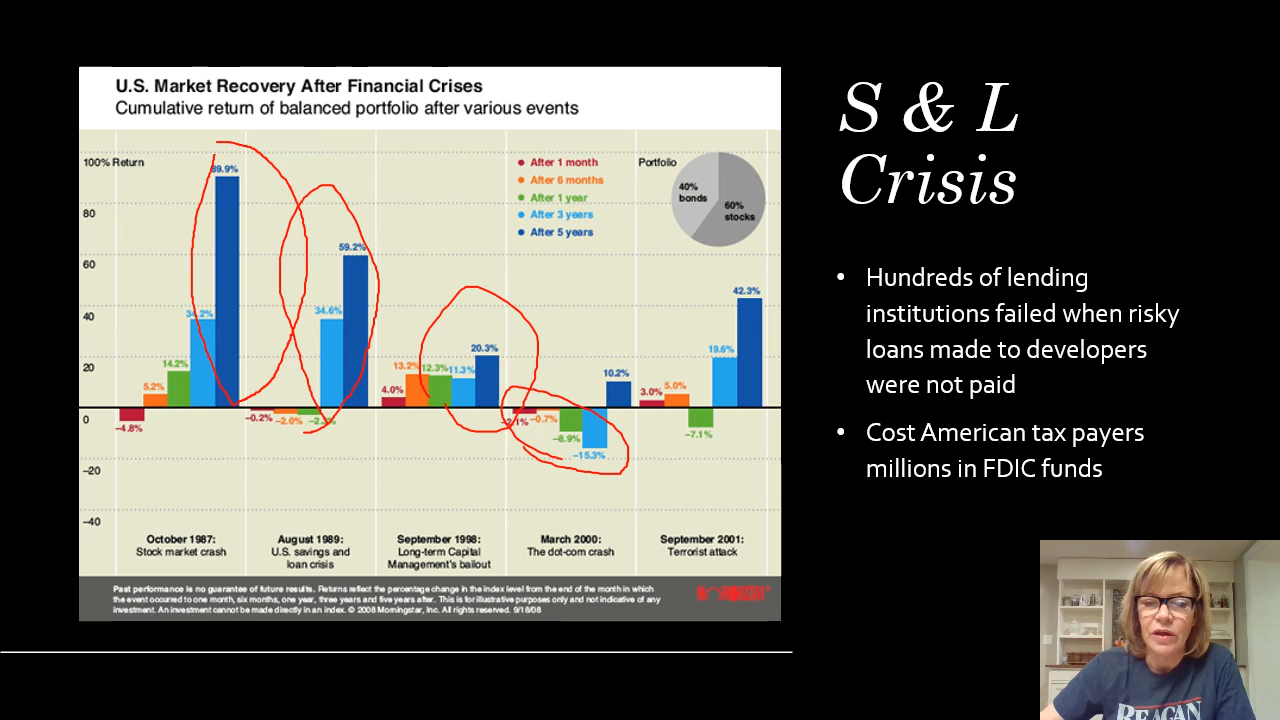 U.S. Market Recovery After Financial Crises
Cumulative return of balanced portfolio after various events
100% Return
80
60
40
20
0
−20
−40
After 1 month
After 6 months
After 1 year
After 3 years
After 5 years
Portfolio
40%
bonds
60%
stocks
−4.8%
5.2%
14.2%
89.9%
−0.2%
−2.0%
34.6%
59.2%
4.0%
13.2%
12.3%
11.3%
20.3%
−0.7%
−8.9%
−15.3%
10.2%
3.0%
5.0%
−7.1%
19.6%
42.3%
October 1987:
Stock market crash
August 1989:
U.S. savings and
loan crisis
September 1998:
Long-term Capital
Management's bailout
March 2000:
The dot-com crash
September 2001:
Terrorist attack
Past performance is no guarantee of future results. Returns reflect the percentage change in the index level from the end of the month in which
the event occurred to one month, six months, one year, three years and five years after. This is for illustrative purposes only and not indicative of any
investment. An investment cannot be made directly in an index. © 2008 Morningstar, Inc. All rights reserved. 9/18/08
MORNINGSTAR
S & L
Crisis
• Hundreds of lending
institutions failed when risky
loans made to developers
were not paid
• Cost American tax payers
millions in FDIC funds
REAGAN